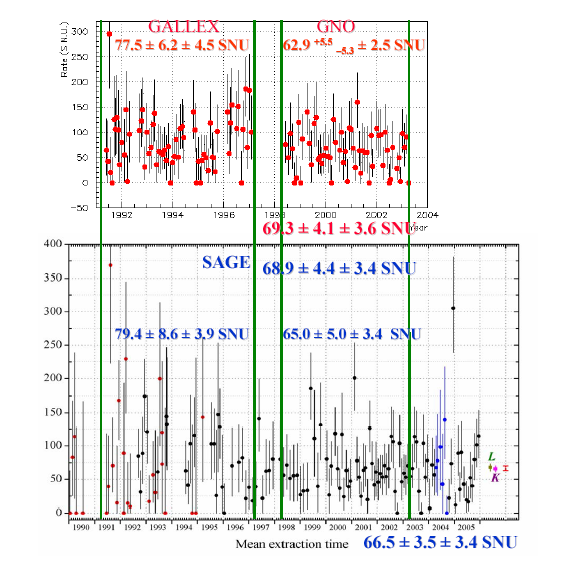 GALLEX GNO
77.5 ± 6.2 ± 4.5 SNU 62.9 +5.5 -5.3 ± 2.5 SNU
Rate (S.N.U.)
300
250
200
150
100
50
0
-50
1992 1994 1996 1998 2000 2002 2004
Year
69.3 ± 4.1 ± 3.6 SNU
SAGE 68.9 ± 4.4 ± 3.4 SNU
79.4 ± 8.6 ± 3.9 SNU 65.0 ± 5.0 ± 3.4 SNU
400
350
300
250
200
150
100
50
0
L
K
1990 1991 1992 1993 1994 1995 1996 1997 1998 1999 2000 2001 2002 2003 2004 2005
Mean extraction time 66.5 ± 3.5 ± 3.4 SNU